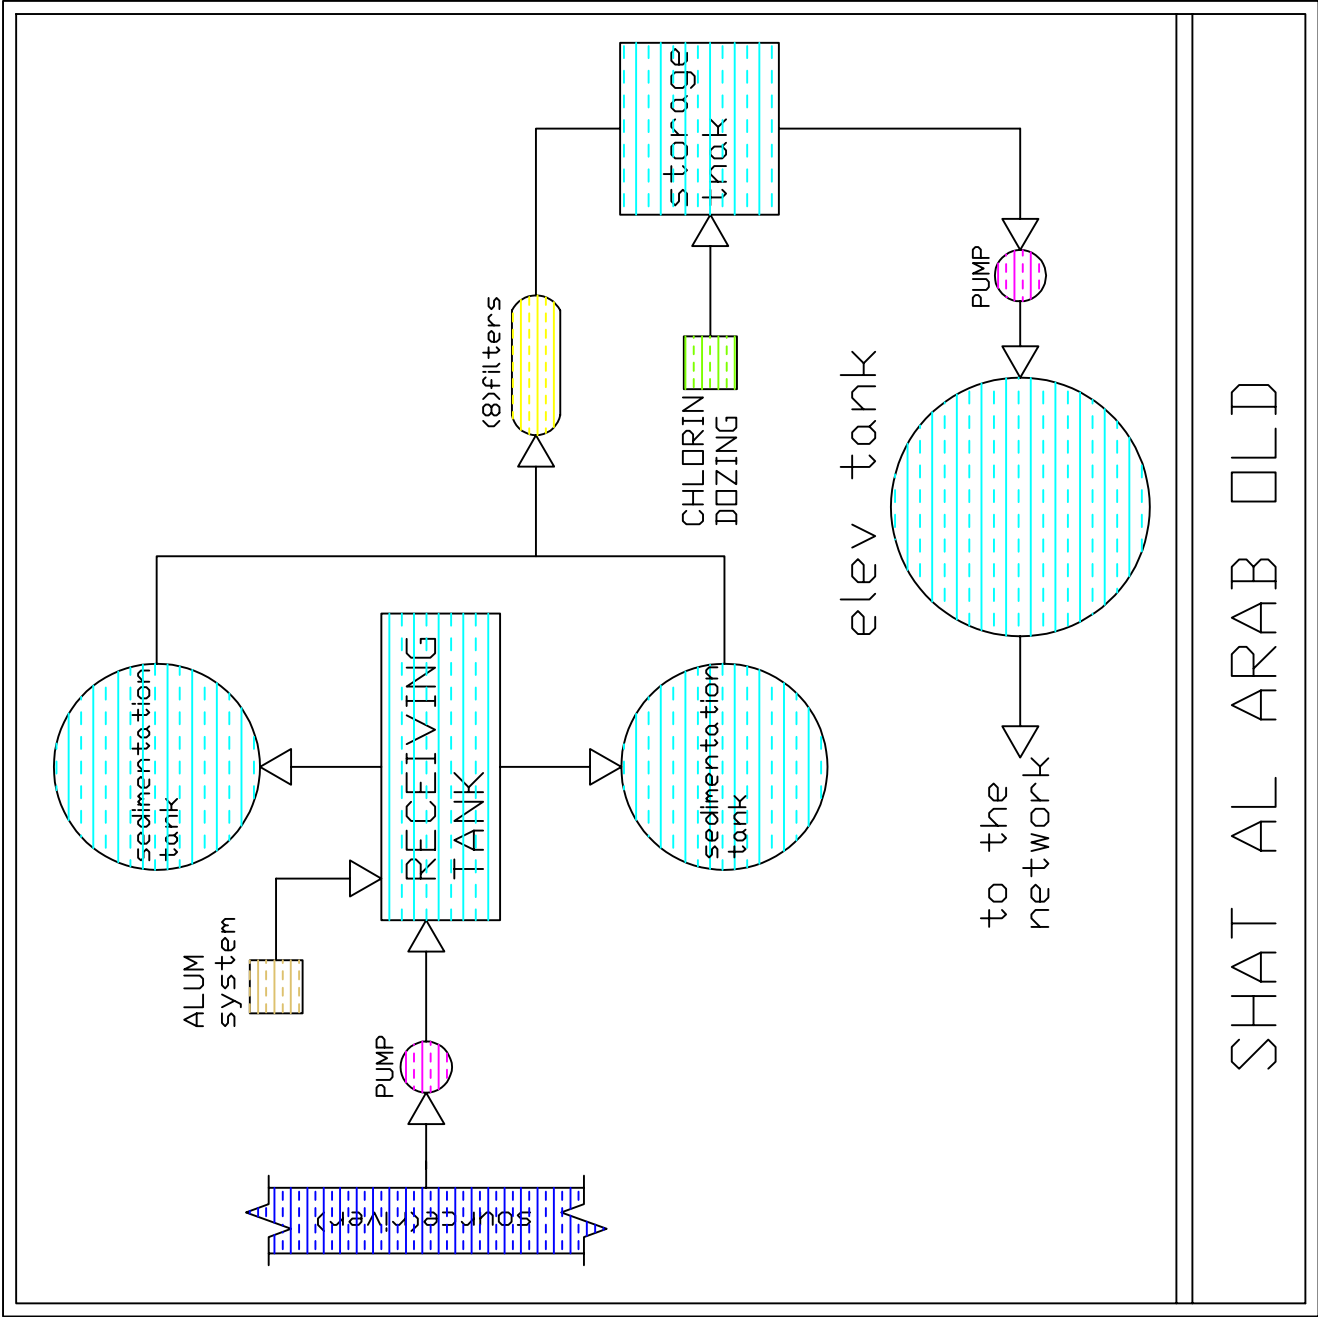 source(river)
PUMP
ALUM
system
RECEIVING
TANK
sedimentation
tank
sedimentation
tank
(8)filters
CHLORIN
DOZING
storage
tnak
PUMP
elev tank
to the
network
SHAT AL ARAB OLD